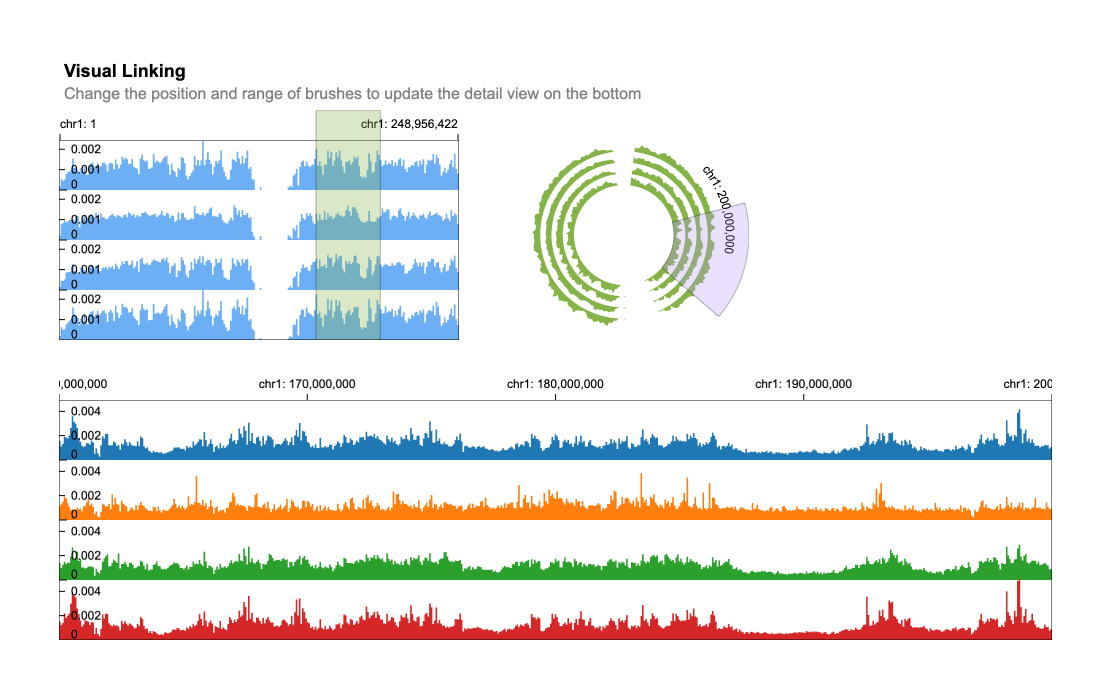 Visual Linking
Change the position and range of brushes to update the detail view on the bottom
chr1: 1
chr1: 248,956,422
0.002
0.001
0
0.002
0.001
0
0.002
0.001
0
0.002
0.001
0
chr1: 200,000,000
0,000,000
chr1: 170,000,000
chr1: 180,000,000
chr1: 190,000,000
chr1: 200
0.004
0.002
0
0.004
0.002
0
0.004
0.002
0
0.004
0.002
0